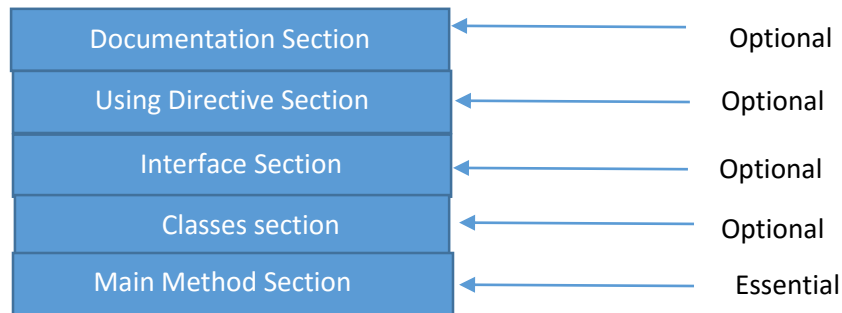 Documentation Section Optional
Using Directive Section Optional
Interface Section Optional
Classes section Optional
Main Method Section Essential